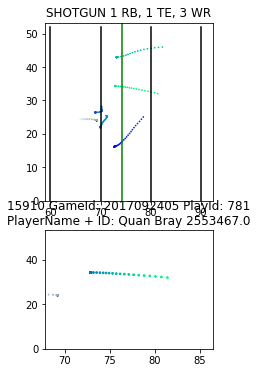 SHOTGUN 1 RB, 1 TE, 3 WR
50
40
30
20
10
0
60 70 80 90
15910 GameId: 2017092405 PlayId: 781
PlayerName + ID: Quan Bray 2553467.0
40
20
0
70 75 80 85